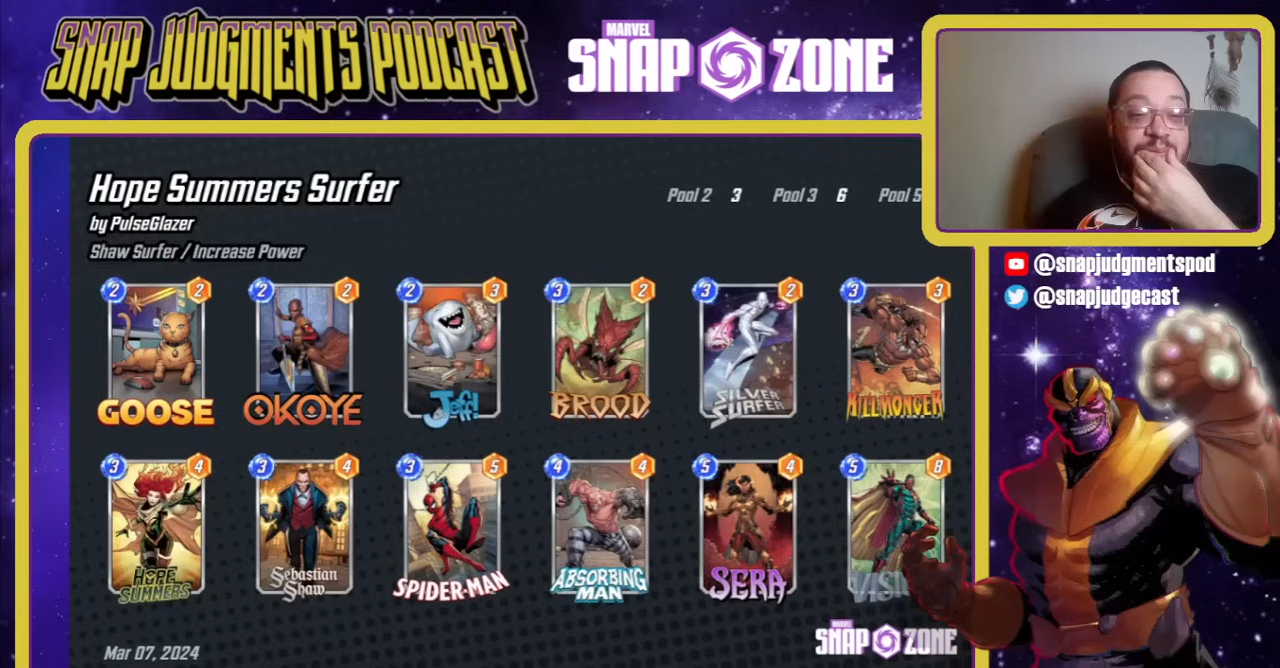 SNAP JUDGMENTS PODCAST
MARVEL
SNAP ZONE
Hope Summers Surfer
by PulseGlazer
Shaw Surfer / Increase Power
Pool 2 3 Pool 3 6 Pool 5
2 2 2 2 2 3 3 2 3 2 3 3
GOOSE OKOYE Jeff! BROOD SILVER SURFER KILLMONGER
3 4 3 4 3 5 4 4 5 4 5 8
HOPE SUMMERS Sebastian Shaw SPIDER-MAN ABSORBING MAN SERA VISION
Mar 07, 2024
MARVEL
SNAP ZONE
@snapjudgmentspod
@snapjudgecast